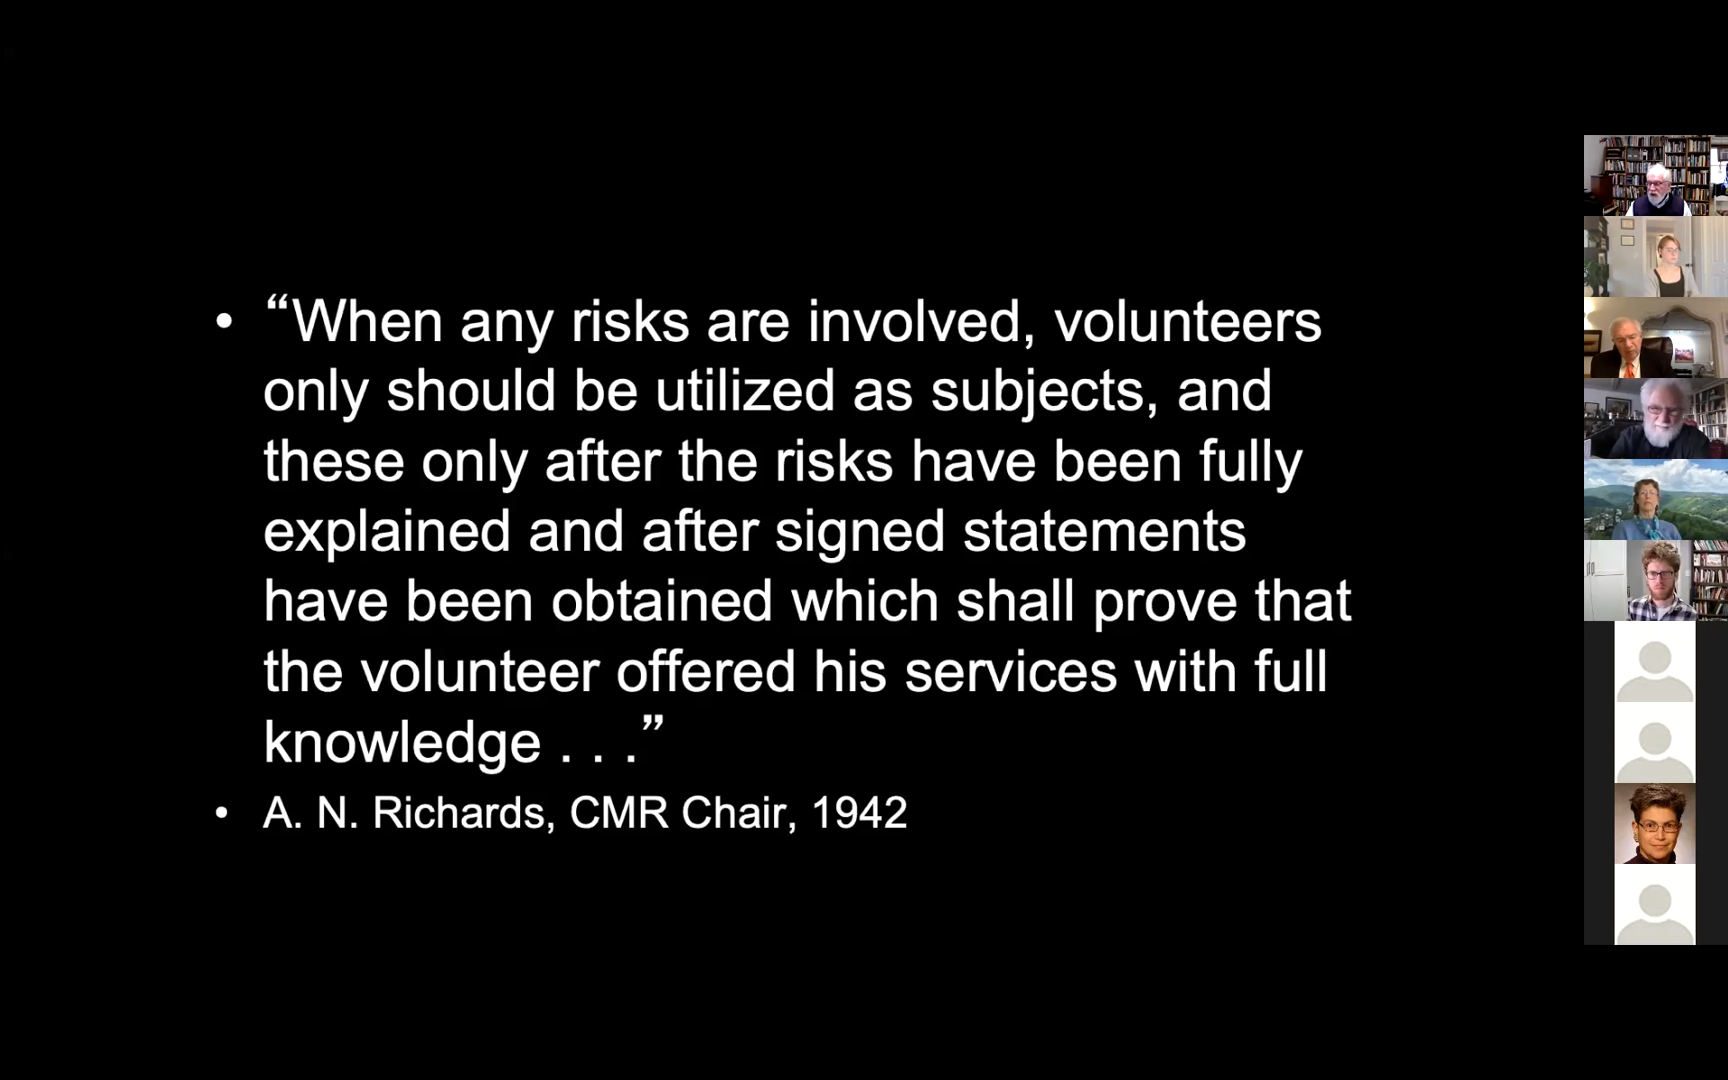 • “When any risks are involved, volunteers
only should be utilized as subjects, and
these only after the risks have been fully
explained and after signed statements
have been obtained which shall prove that
the volunteer offered his services with full
knowledge . . .”
• A. N. Richards, CMR Chair, 1942